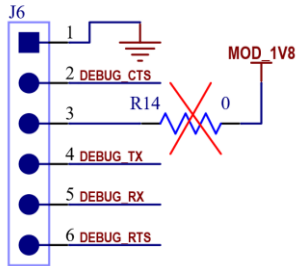 J6
1
MOD_1V8
2 DEBUG_CTS
R14 0
3
4 DEBUG_TX
5 DEBUG_RX
6 DEBUG_RTS